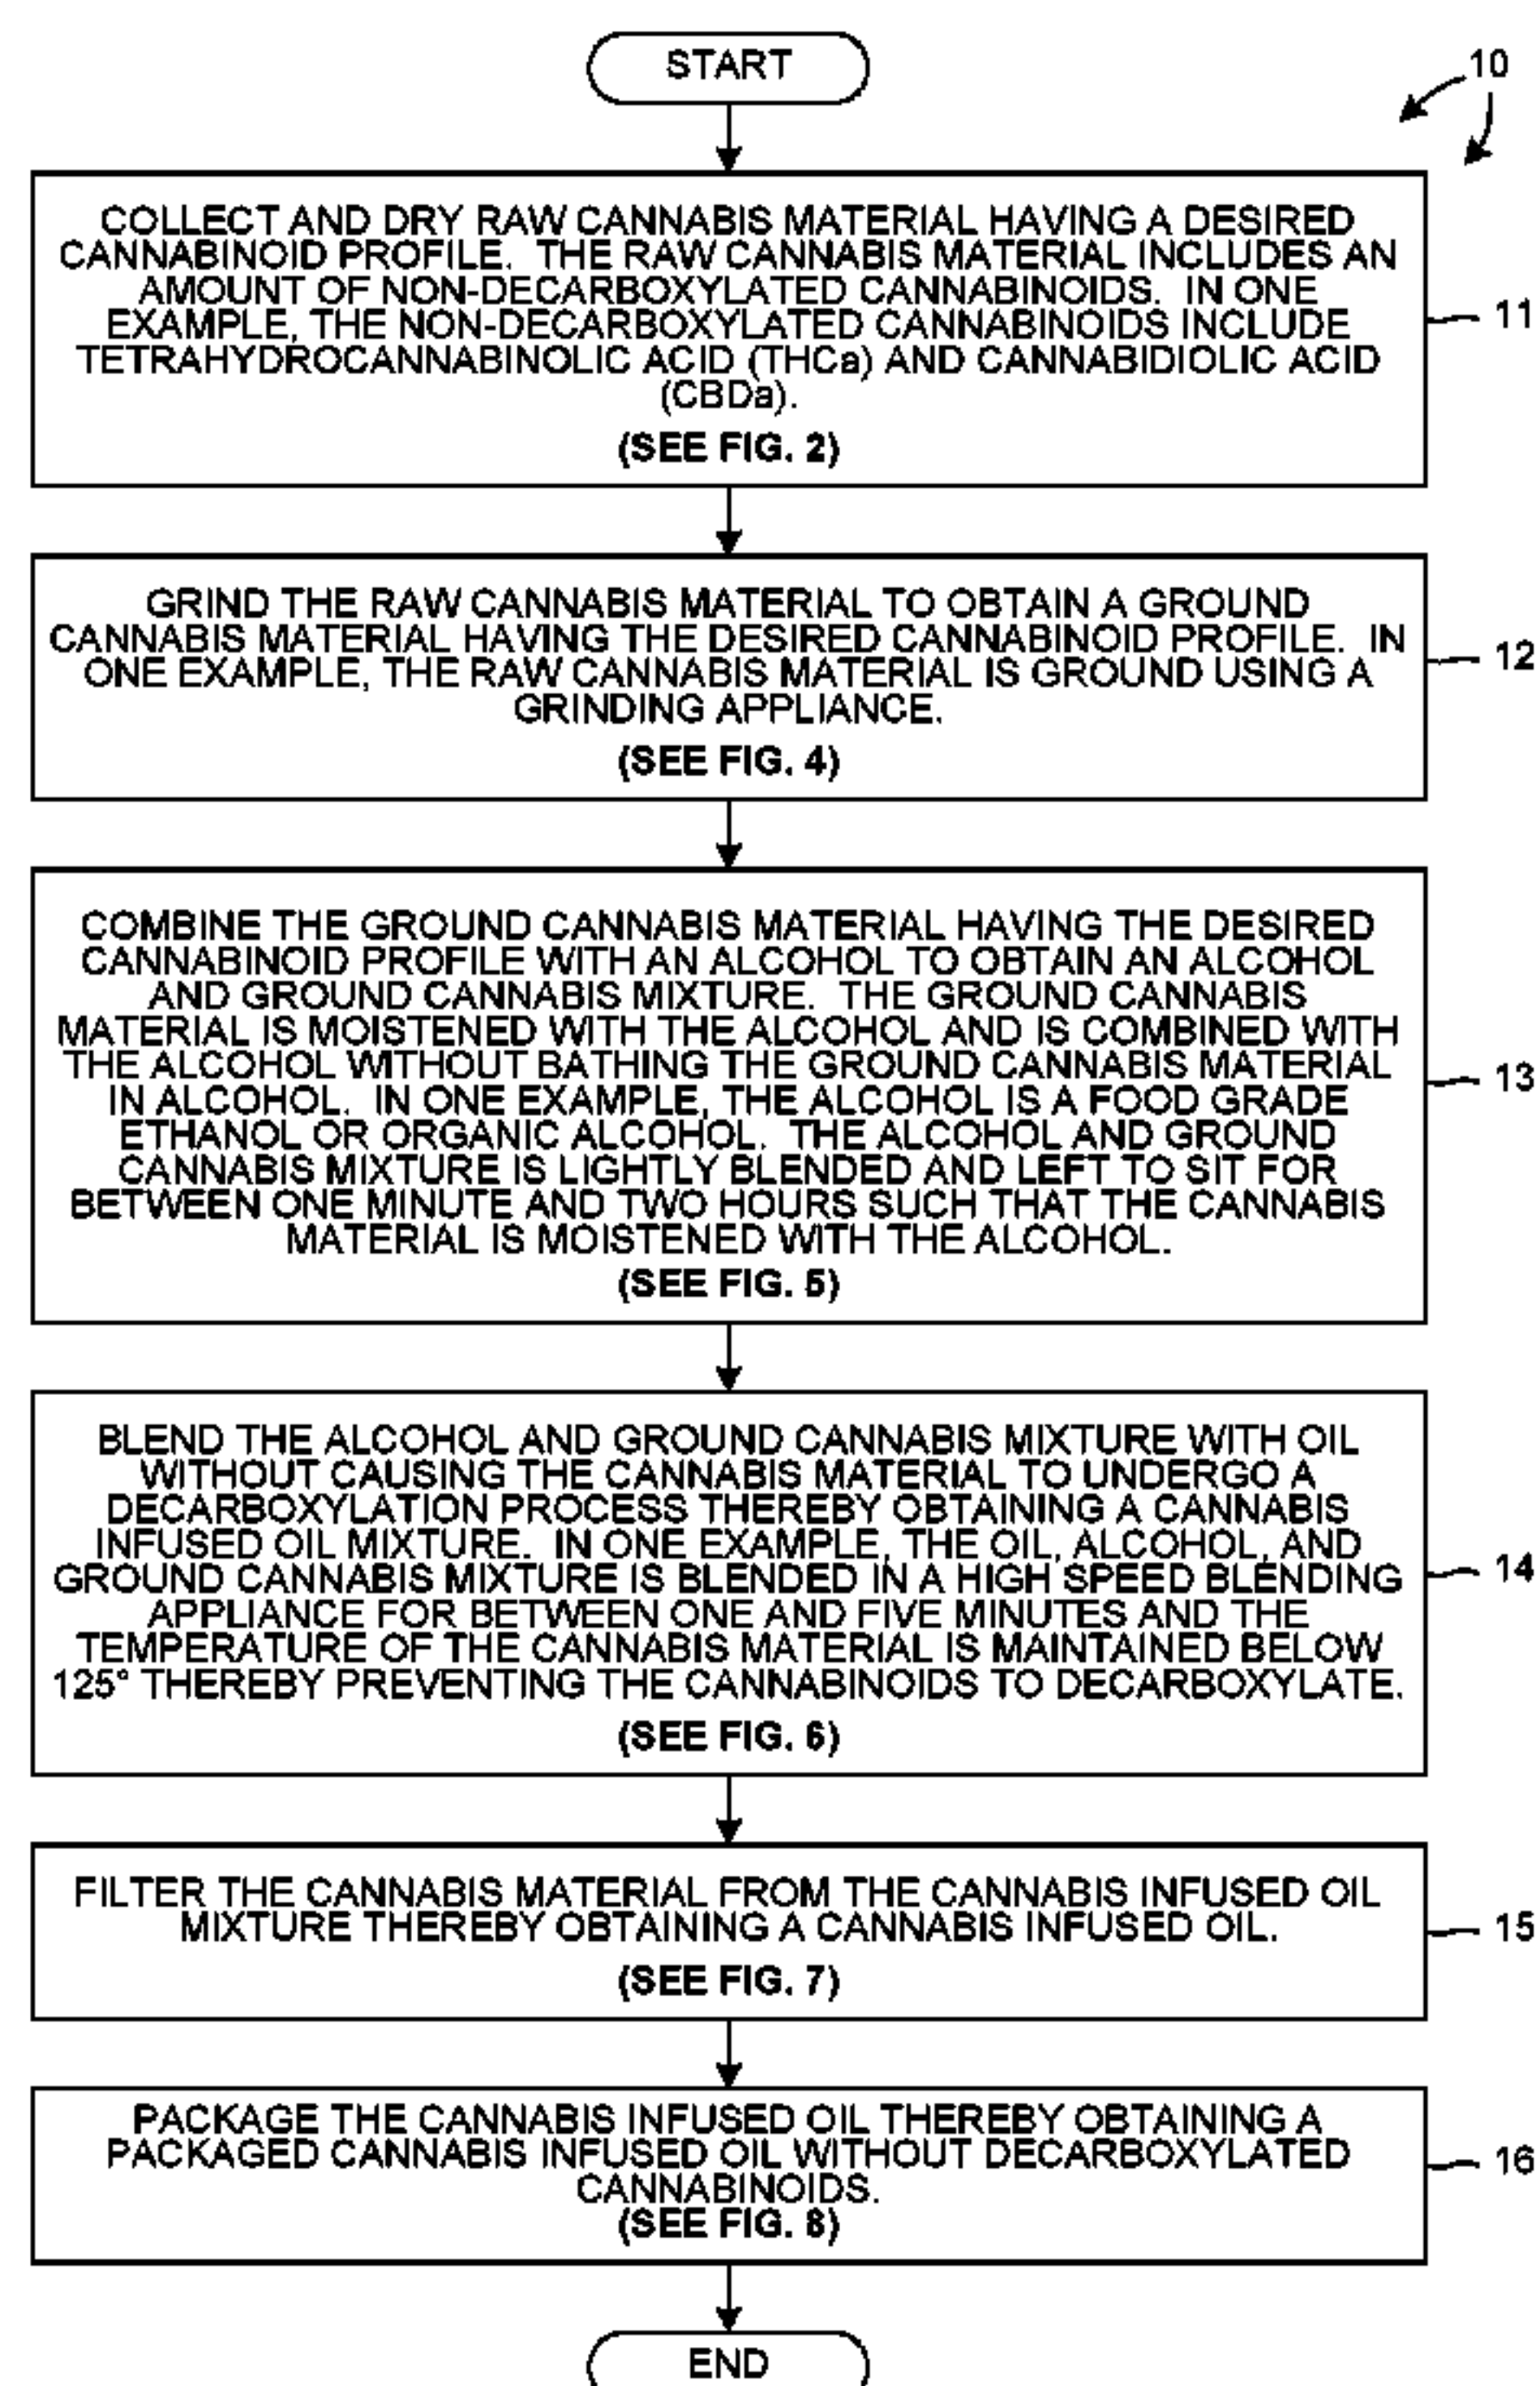 START
10
COLLECT AND DRY RAW CANNABIS MATERIAL HAVING A DESIRED
CANNABINOID PROFILE. THE RAW CANNABIS MATERIAL INCLUDES AN
AMOUNT OF NON-DECARBOXYLATED CANNABINOIDS. IN ONE
EXAMPLE, THE NON-DECARBOXYLATED CANNABINOIDS INCLUDE
TETRAHYDROCANNABINOLIC ACID (THCa) AND CANNABIDIOLIC ACID
(CBDa).
(SEE FIG. 2)
11
GRIND THE RAW CANNABIS MATERIAL TO OBTAIN A GROUND
CANNABIS MATERIAL HAVING THE DESIRED CANNABINOID PROFILE. IN
ONE EXAMPLE, THE RAW CANNABIS MATERIAL IS GROUND USING A
GRINDING APPLIANCE.
(SEE FIG. 4)
12
COMBINE THE GROUND CANNABIS MATERIAL HAVING THE DESIRED
CANNABINOID PROFILE WITH AN ALCOHOL TO OBTAIN AN ALCOHOL
AND GROUND CANNABIS MIXTURE. THE GROUND CANNABIS
MATERIAL IS MOISTENED WITH THE ALCOHOL AND IS COMBINED WITH
THE ALCOHOL WITHOUT BATHING THE GROUND CANNABIS MATERIAL
IN ALCOHOL. IN ONE EXAMPLE, THE ALCOHOL IS A FOOD GRADE
ETHANOL OR ORGANIC ALCOHOL. THE ALCOHOL AND GROUND
CANNABIS MIXTURE IS LIGHTLY BLENDED AND LEFT TO SIT FOR
BETWEEN ONE MINUTE AND TWO HOURS SUCH THAT THE CANNABIS
MATERIAL IS MOISTENED WITH THE ALCOHOL.
(SEE FIG. 5)
13
BLEND THE ALCOHOL AND GROUND CANNABIS MIXTURE WITH OIL
WITHOUT CAUSING THE CANNABIS MATERIAL TO UNDERGO A
DECARBOXYLATION PROCESS THEREBY OBTAINING A CANNABIS
INFUSED OIL MIXTURE. IN ONE EXAMPLE, THE OIL, ALCOHOL, AND
GROUND CANNABIS MIXTURE IS BLENDED IN A HIGH SPEED BLENDING
APPLIANCE FOR BETWEEN ONE AND FIVE MINUTES AND THE
TEMPERATURE OF THE CANNABIS MATERIAL IS MAINTAINED BELOW
125° THEREBY PREVENTING THE CANNABINOIDS TO DECARBOXYLATE.
(SEE FIG. 6)
14
FILTER THE CANNABIS MATERIAL FROM THE CANNABIS INFUSED OIL
MIXTURE THEREBY OBTAINING A CANNABIS INFUSED OIL.
(SEE FIG. 7)
15
PACKAGE THE CANNABIS INFUSED OIL THEREBY OBTAINING A
PACKAGED CANNABIS INFUSED OIL WITHOUT DECARBOXYLATED
CANNABINOIDS.
(SEE FIG. 8)
16
END